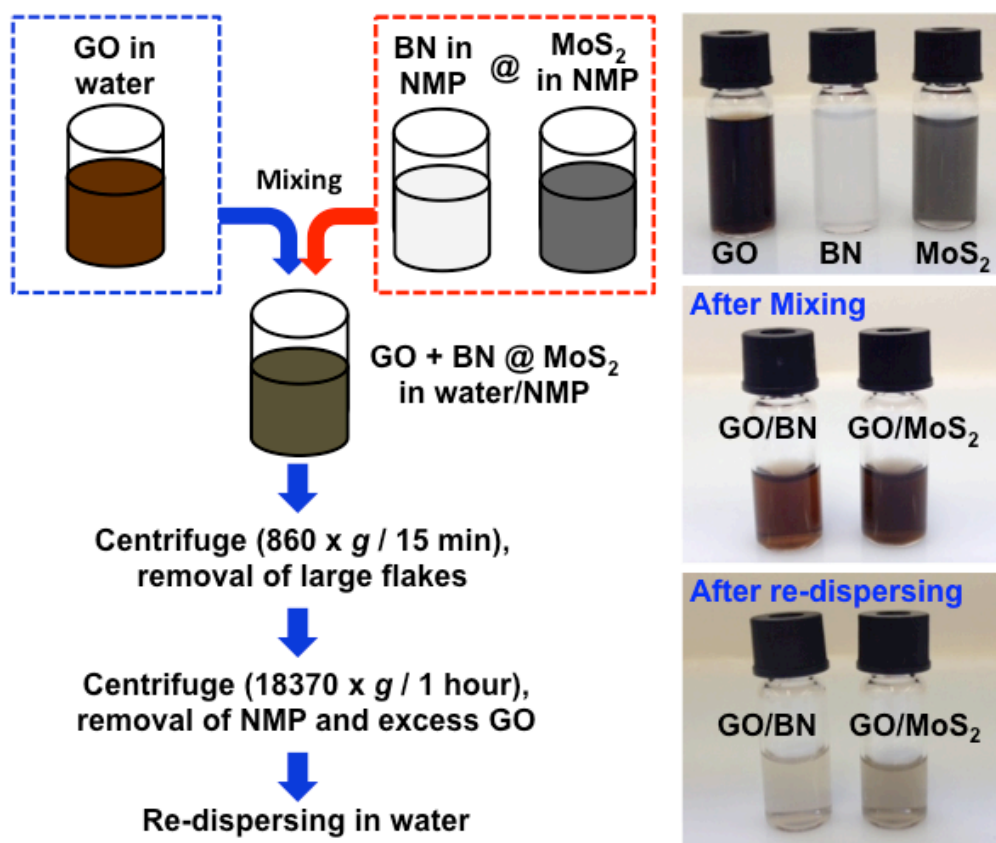 GO in
water
BN in
NMP
@
MoS₂
in NMP
Mixing
GO + BN @ MoS₂
in water/NMP
Centrifuge (860 x g / 15 min),
removal of large flakes
Centrifuge (18370 x g / 1 hour),
removal of NMP and excess GO
Re-dispersing in water
GO BN MoS₂
After Mixing
GO/BN GO/MoS₂
After re-dispersing
GO/BN GO/MoS₂